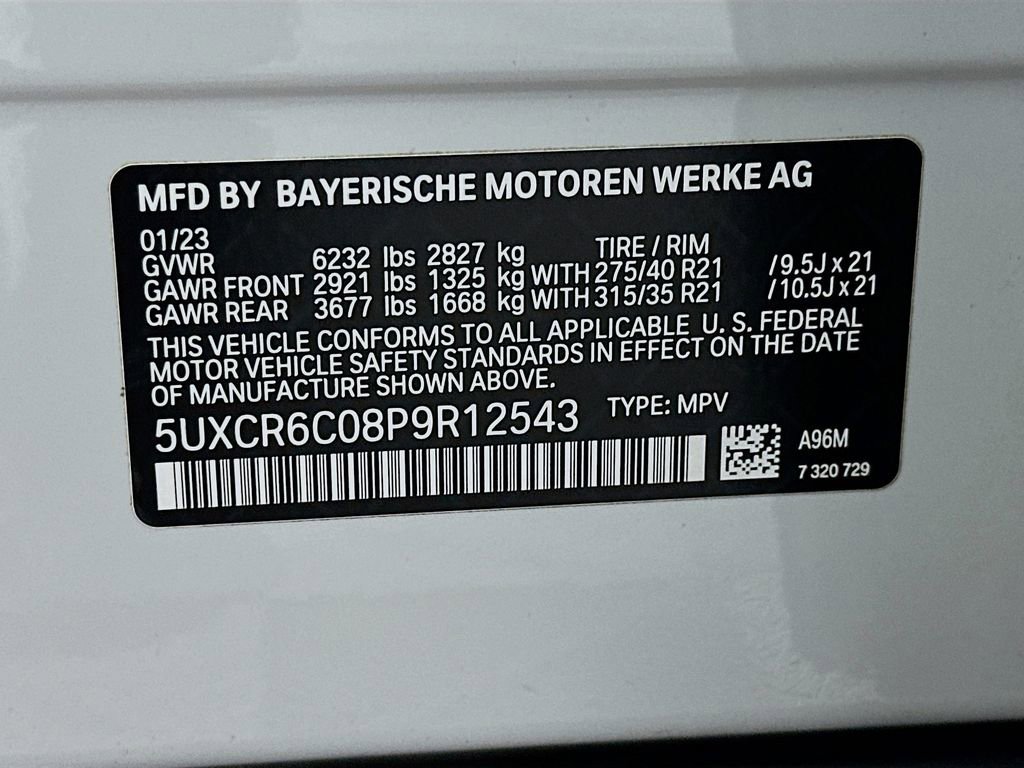 MFD BY BAYERISCHE MOTOREN WERKE AG
01/23
TIRE / RIM
GVWR 6232 lbs 2827 kg
GAWR FRONT 2921 lbs 1325 kg WITH 275/40 R21 /9.5J x 21
GAWR REAR 3677 lbs 1668 kg WITH 315/35 R21 /10.5J x 21
THIS VEHICLE CONFORMS TO ALL APPLICABLE U. S. FEDERAL
MOTOR VEHICLE SAFETY STANDARDS IN EFFECT ON THE DATE
OF MANUFACTURE SHOWN ABOVE.
5UXCR6C08P9R12543 TYPE: MPV
A96M
7 320 729